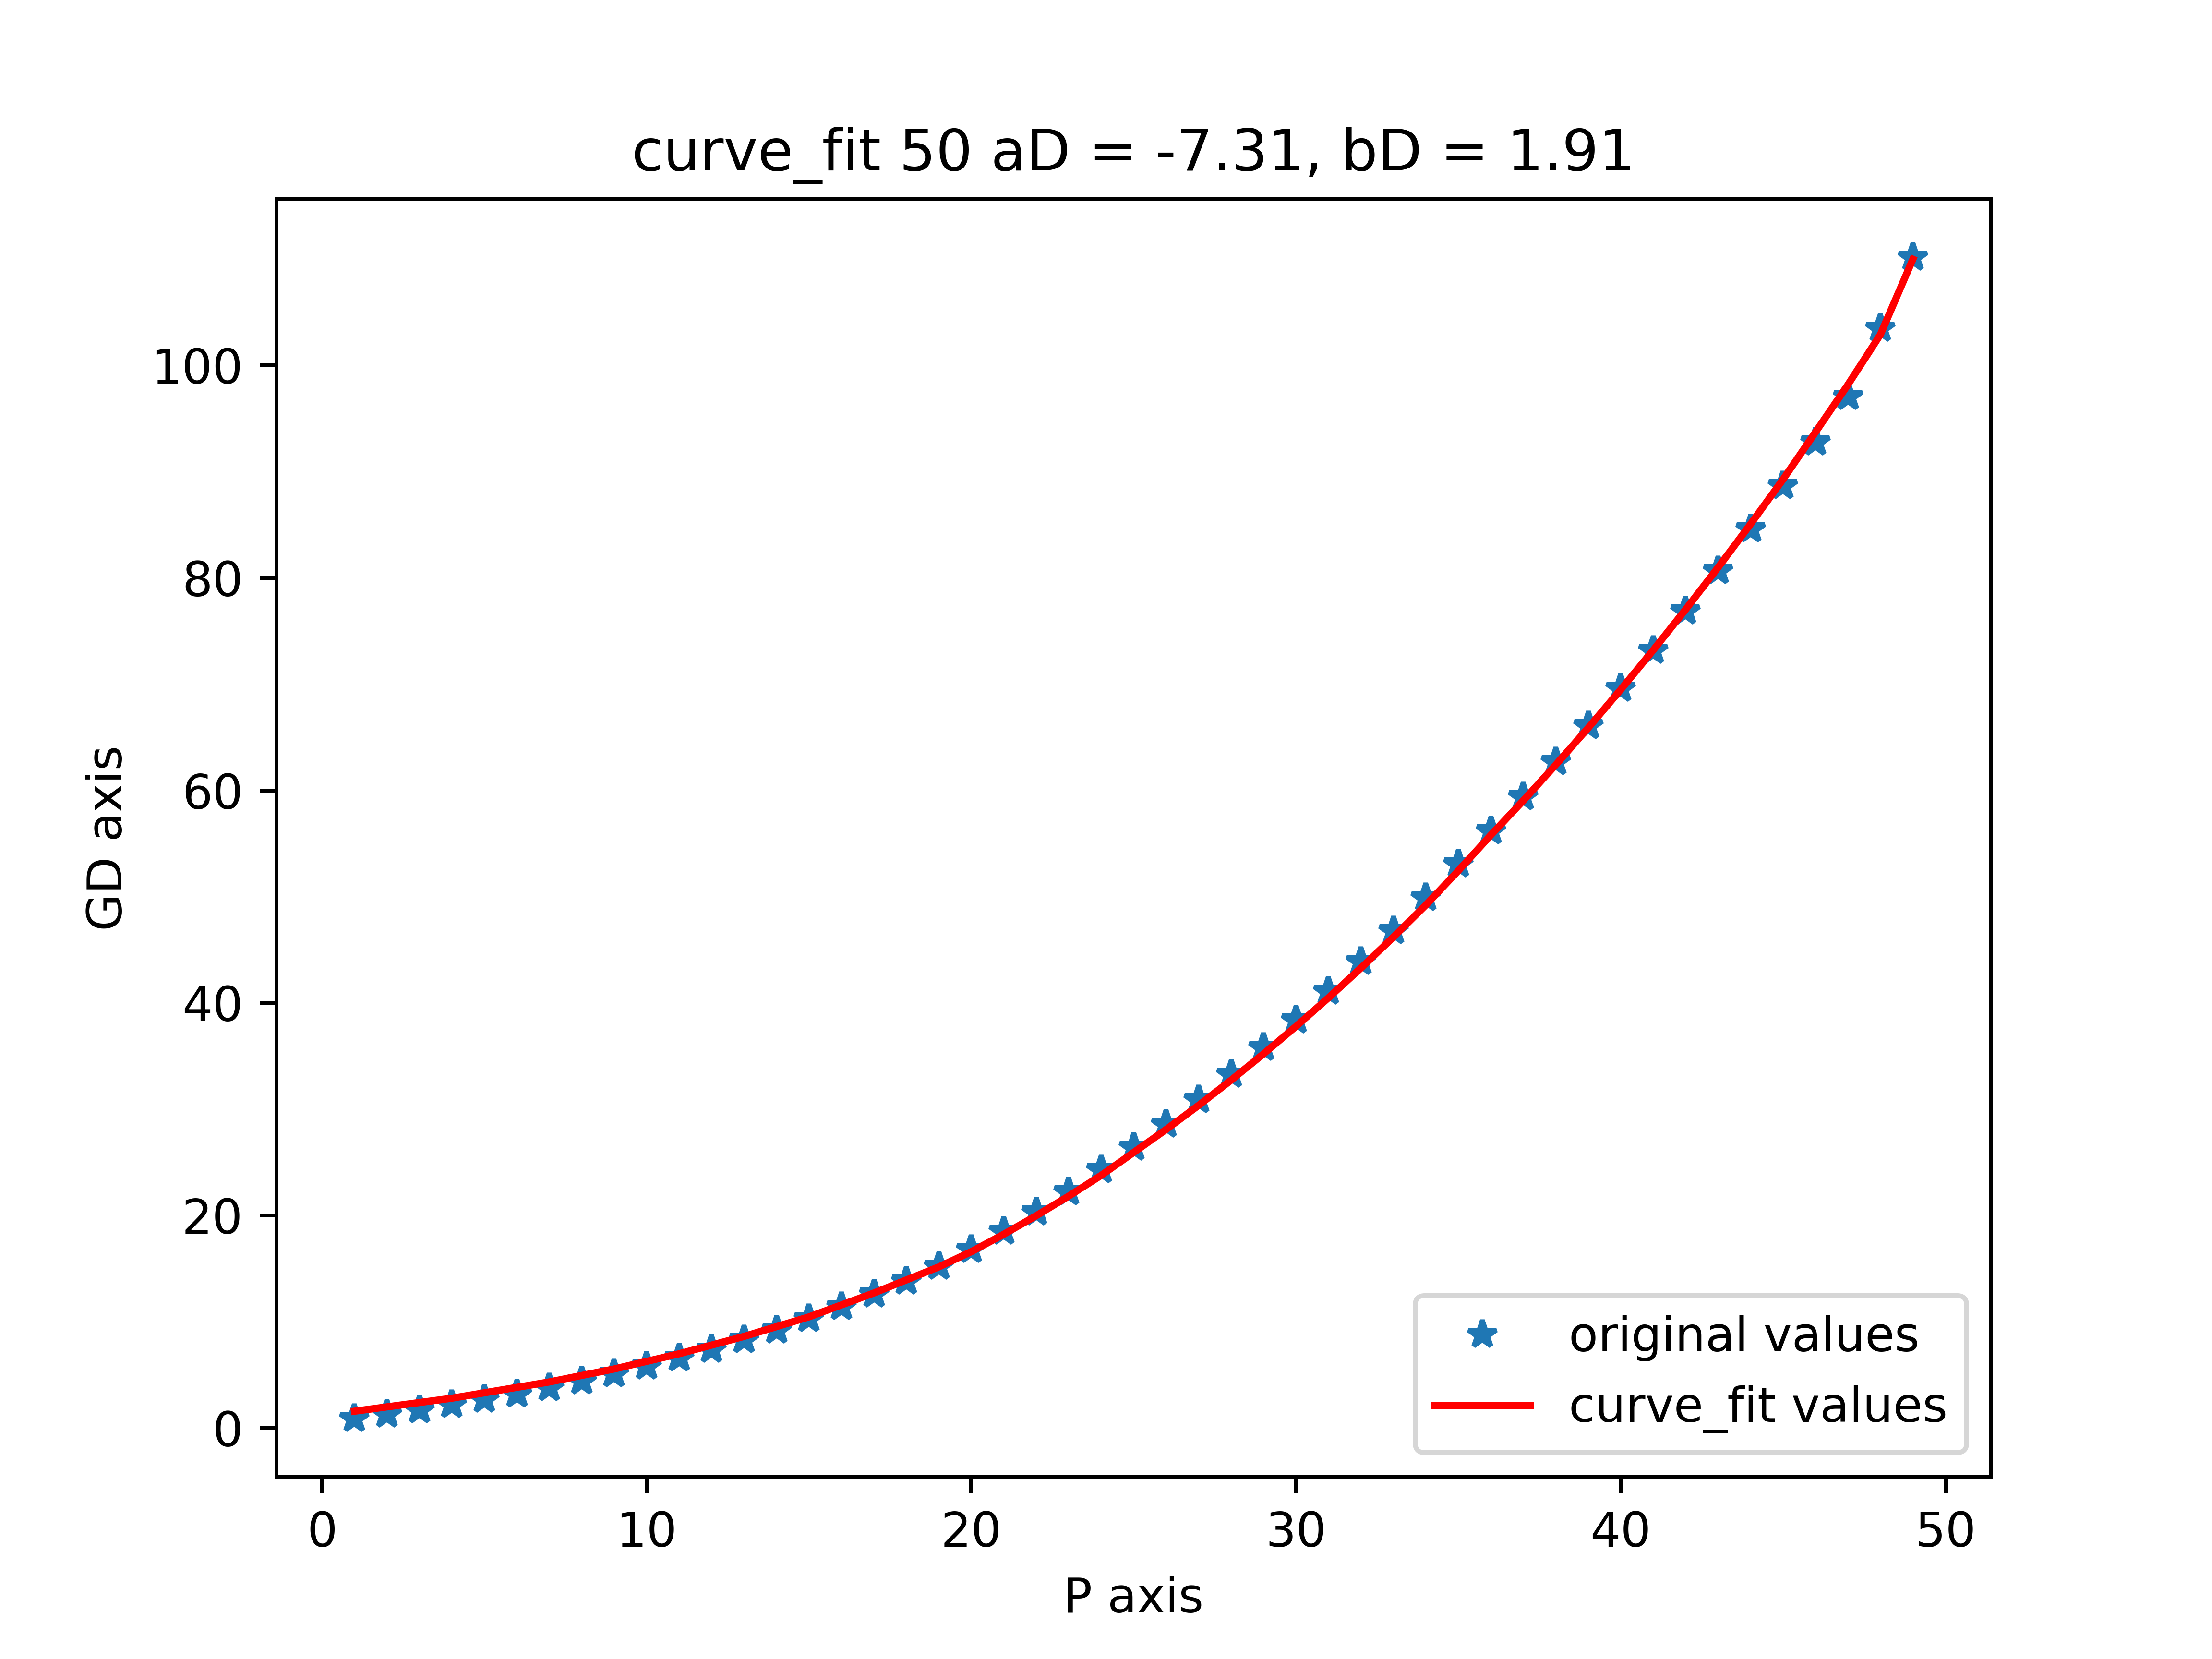 curve_fit 50 aD = -7.31, bD = 1.91
100
80
60
40
20
0
GD axis
original values
curve_fit values
0 10 20 30 40 50
P axis